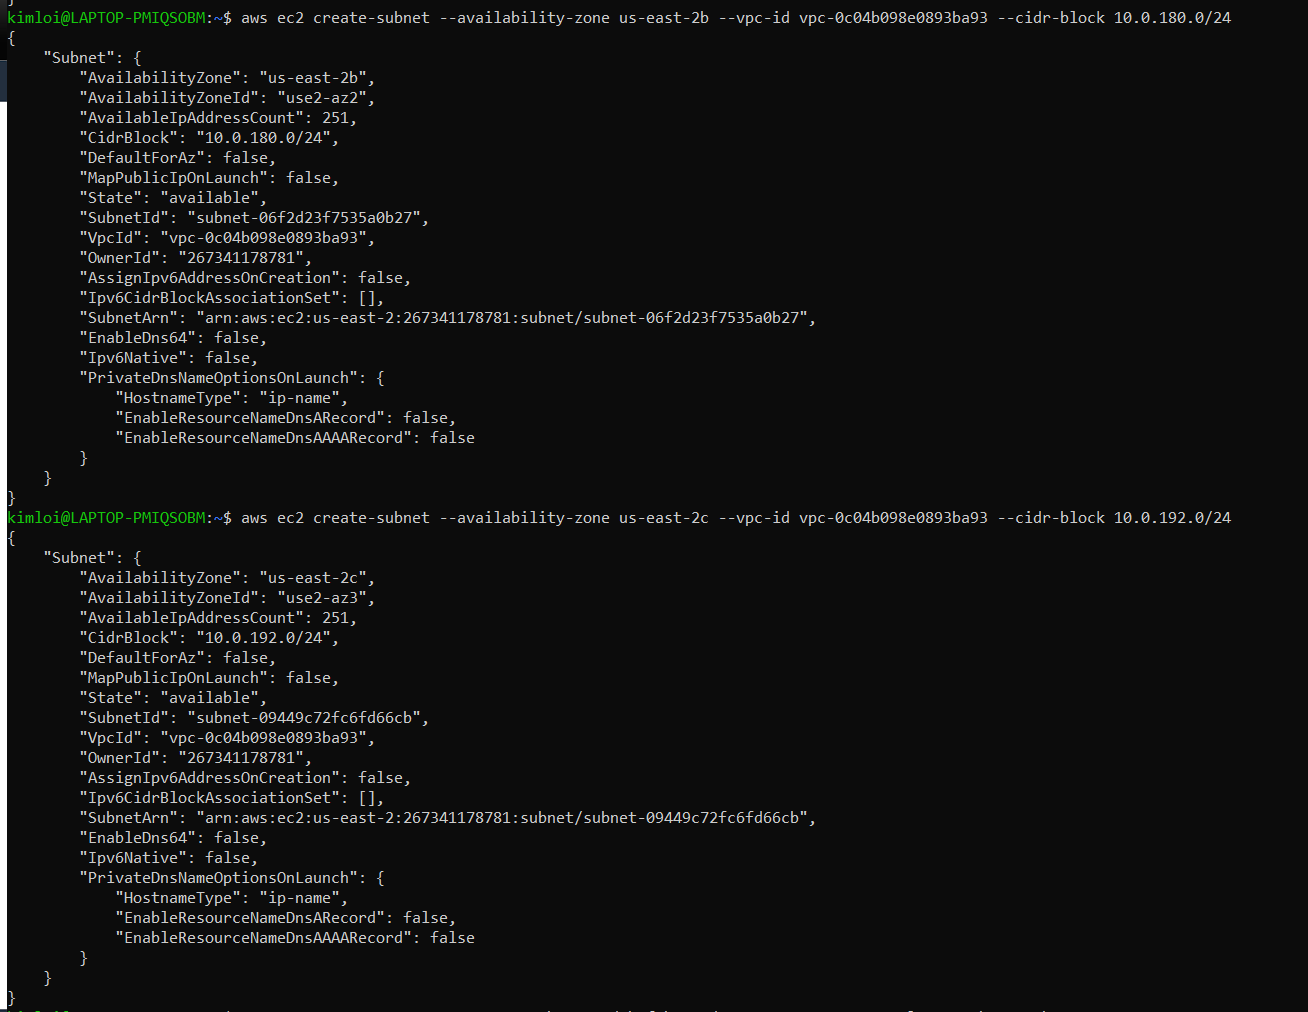 kimloi@LAPTOP-PMIQSOBM:~$ aws ec2 create-subnet --availability-zone us-east-2b --vpc-id vpc-0c04b098e0893ba93 --cidr-block 10.0.180.0/24
{
    "Subnet": {
        "AvailabilityZone": "us-east-2b",
        "AvailabilityZoneId": "use2-az2",
        "AvailableIpAddressCount": 251,
        "CidrBlock": "10.0.180.0/24",
        "DefaultForAz": false,
        "MapPublicIpOnLaunch": false,
        "State": "available",
        "SubnetId": "subnet-06f2d23f7535a0b27",
        "VpcId": "vpc-0c04b098e0893ba93",
        "OwnerId": "267341178781",
        "AssignIpv6AddressOnCreation": false,
        "Ipv6CidrBlockAssociationSet": [],
        "SubnetArn": "arn:aws:ec2:us-east-2:267341178781:subnet/subnet-06f2d23f7535a0b27",
        "EnableDns64": false,
        "Ipv6Native": false,
        "PrivateDnsNameOptionsOnLaunch": {
            "HostnameType": "ip-name",
            "EnableResourceNameDnsARecord": false,
            "EnableResourceNameDnsAAAARecord": false
        }
    }
}
kimloi@LAPTOP-PMIQSOBM:~$ aws ec2 create-subnet --availability-zone us-east-2c --vpc-id vpc-0c04b098e0893ba93 --cidr-block 10.0.192.0/24
{
    "Subnet": {
        "AvailabilityZone": "us-east-2c",
        "AvailabilityZoneId": "use2-az3",
        "AvailableIpAddressCount": 251,
        "CidrBlock": "10.0.192.0/24",
        "DefaultForAz": false,
        "MapPublicIpOnLaunch": false,
        "State": "available",
        "SubnetId": "subnet-09449c72fc6fd66cb",
        "VpcId": "vpc-0c04b098e0893ba93",
        "OwnerId": "267341178781",
        "AssignIpv6AddressOnCreation": false,
        "Ipv6CidrBlockAssociationSet": [],
        "SubnetArn": "arn:aws:ec2:us-east-2:267341178781:subnet/subnet-09449c72fc6fd66cb",
        "EnableDns64": false,
        "Ipv6Native": false,
        "PrivateDnsNameOptionsOnLaunch": {
            "HostnameType": "ip-name",
            "EnableResourceNameDnsARecord": false,
            "EnableResourceNameDnsAAAARecord": false
        }
    }
}